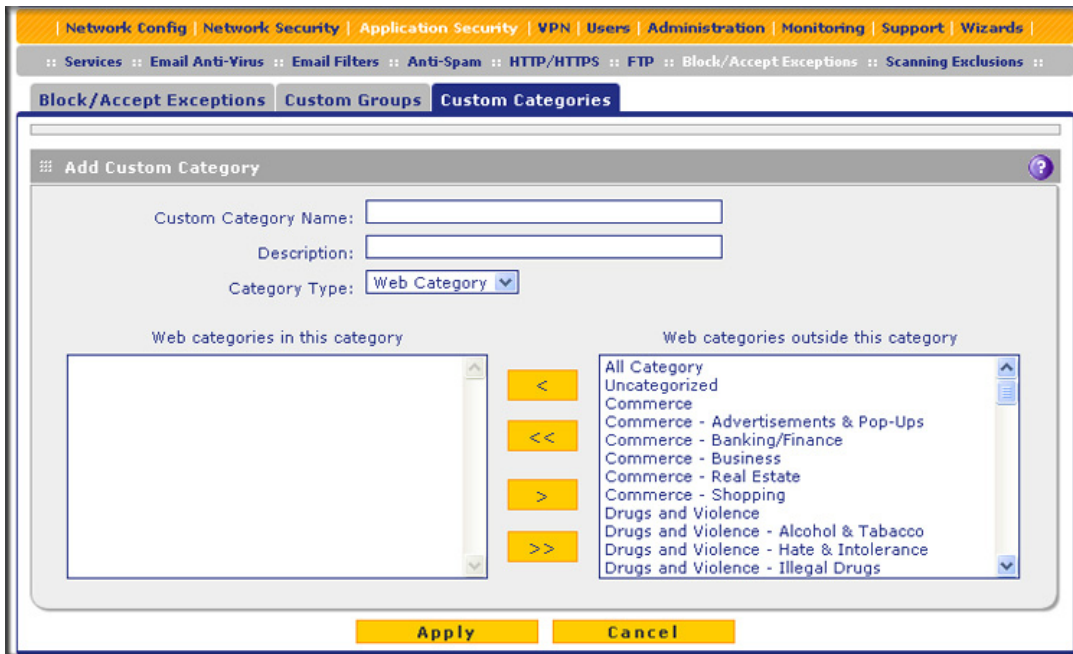 | Network Config | Network Security | Application Security | VPN | Users | Administration | Monitoring | Support | Wizards |
:: Services :: Email Anti-Virus :: Email Filters :: Anti-Spam :: HTTP/HTTPS :: FTP :: Block/Accept Exceptions :: Scanning Exclusions ::
Block/Accept Exceptions Custom Groups Custom Categories
Add Custom Category ?
Custom Category Name:
Description:
Category Type: Web Category
Web categories in this category
Web categories outside this category
<
<<
>
>>
All Category
Uncategorized
Commerce
Commerce - Advertisements & Pop-Ups
Commerce - Banking/Finance
Commerce - Business
Commerce - Real Estate
Commerce - Shopping
Drugs and Violence
Drugs and Violence - Alcohol & Tabacco
Drugs and Violence - Hate & Intolerance
Drugs and Violence - Illegal Drugs
Apply Cancel